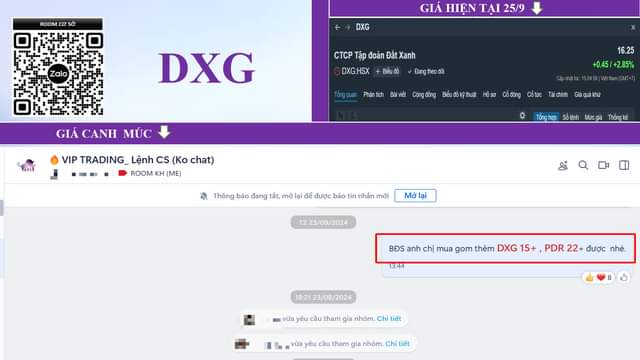 ROOM CƠ SỞ
Zalo
DXG
GIÁ HIỆN TẠI 25/9
DXG
CTCP Tập đoàn Đất Xanh
16.25
DXG:HSX
+ Biểu đồ
Đang theo dõi
+0.45 / +2.85%
Tổng quan Phân tích Bài viết Cộng đồng Biểu đồ kỹ thuật Hồ sơ Cổ đông Cổ tức Tài chính Giá quá khứ
Tổng hợp Sổ lệnh Mức giá Thống kê
GIÁ CANH MÚC
VIP TRADING_ Lệnh CS (Ko chat)
ROOM KH (ME)
Thông báo đang tắt, mở lại để được báo tin nhắn mới
Mở lại
T2 23/09/2024
BĐS anh chị mua gom thêm DXG 15+ , PDR 22+ được nhé.
13:44
8
19:21 23/09/2024
vừa yêu cầu tham gia nhóm. Chi tiết
vừa yêu cầu tham gia nhóm. Chi tiết